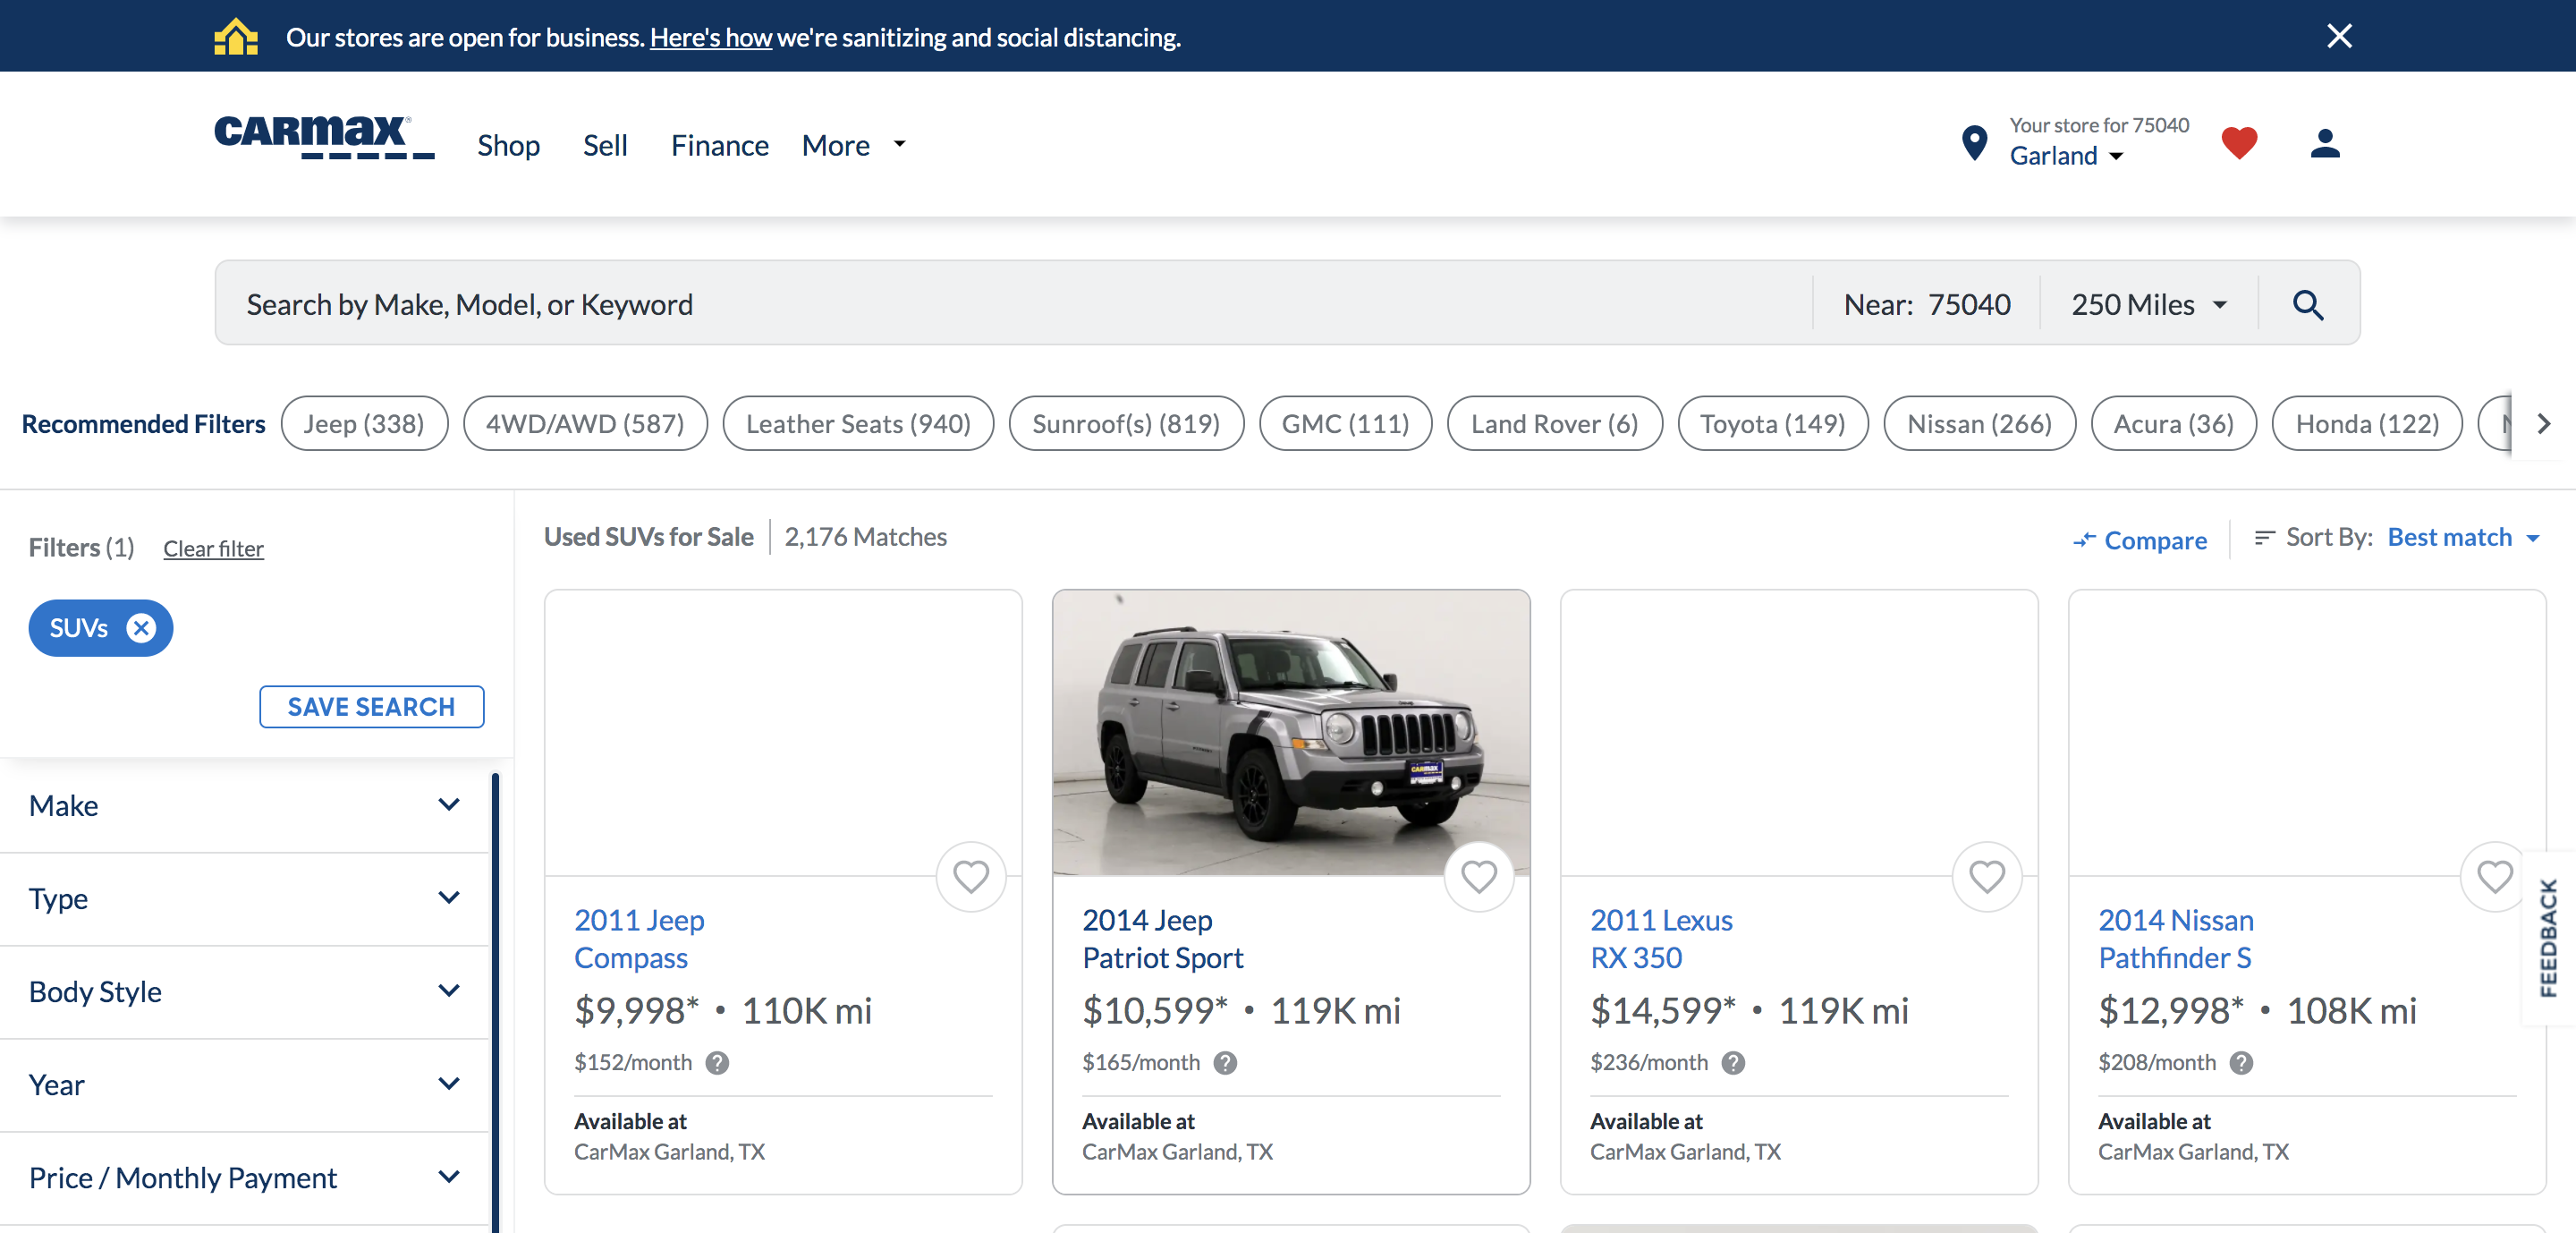 Our stores are open for business. Here's how we're sanitizing and social distancing.
CARMAX®
Shop
Sell
Finance
More
Your store for 75040
Garland
Search by Make, Model, or Keyword
Near: 75040
250 Miles
Recommended Filters
Jeep (338)
4WD/AWD (587)
Leather Seats (940)
Sunroof(s) (819)
GMC (111)
Land Rover (6)
Toyota (149)
Nissan (266)
Acura (36)
Honda (122)
Filters (1)
Clear filter
SUVs
SAVE SEARCH
Make
Type
Body Style
Year
Price / Monthly Payment
Used SUVs for Sale
2,176 Matches
Compare
Sort By: Best match
2011 Jeep
Compass
$9,998* • 110K mi
$152/month ?
Available at
CarMax Garland, TX
CARMAX
2014 Jeep
Patriot Sport
$10,599* • 119K mi
$165/month ?
Available at
CarMax Garland, TX
2011 Lexus
RX 350
$14,599* • 119K mi
$236/month ?
Available at
CarMax Garland, TX
2014 Nissan
Pathfinder S
$12,998* • 108K mi
$208/month ?
Available at
CarMax Garland, TX
FEEDBACK